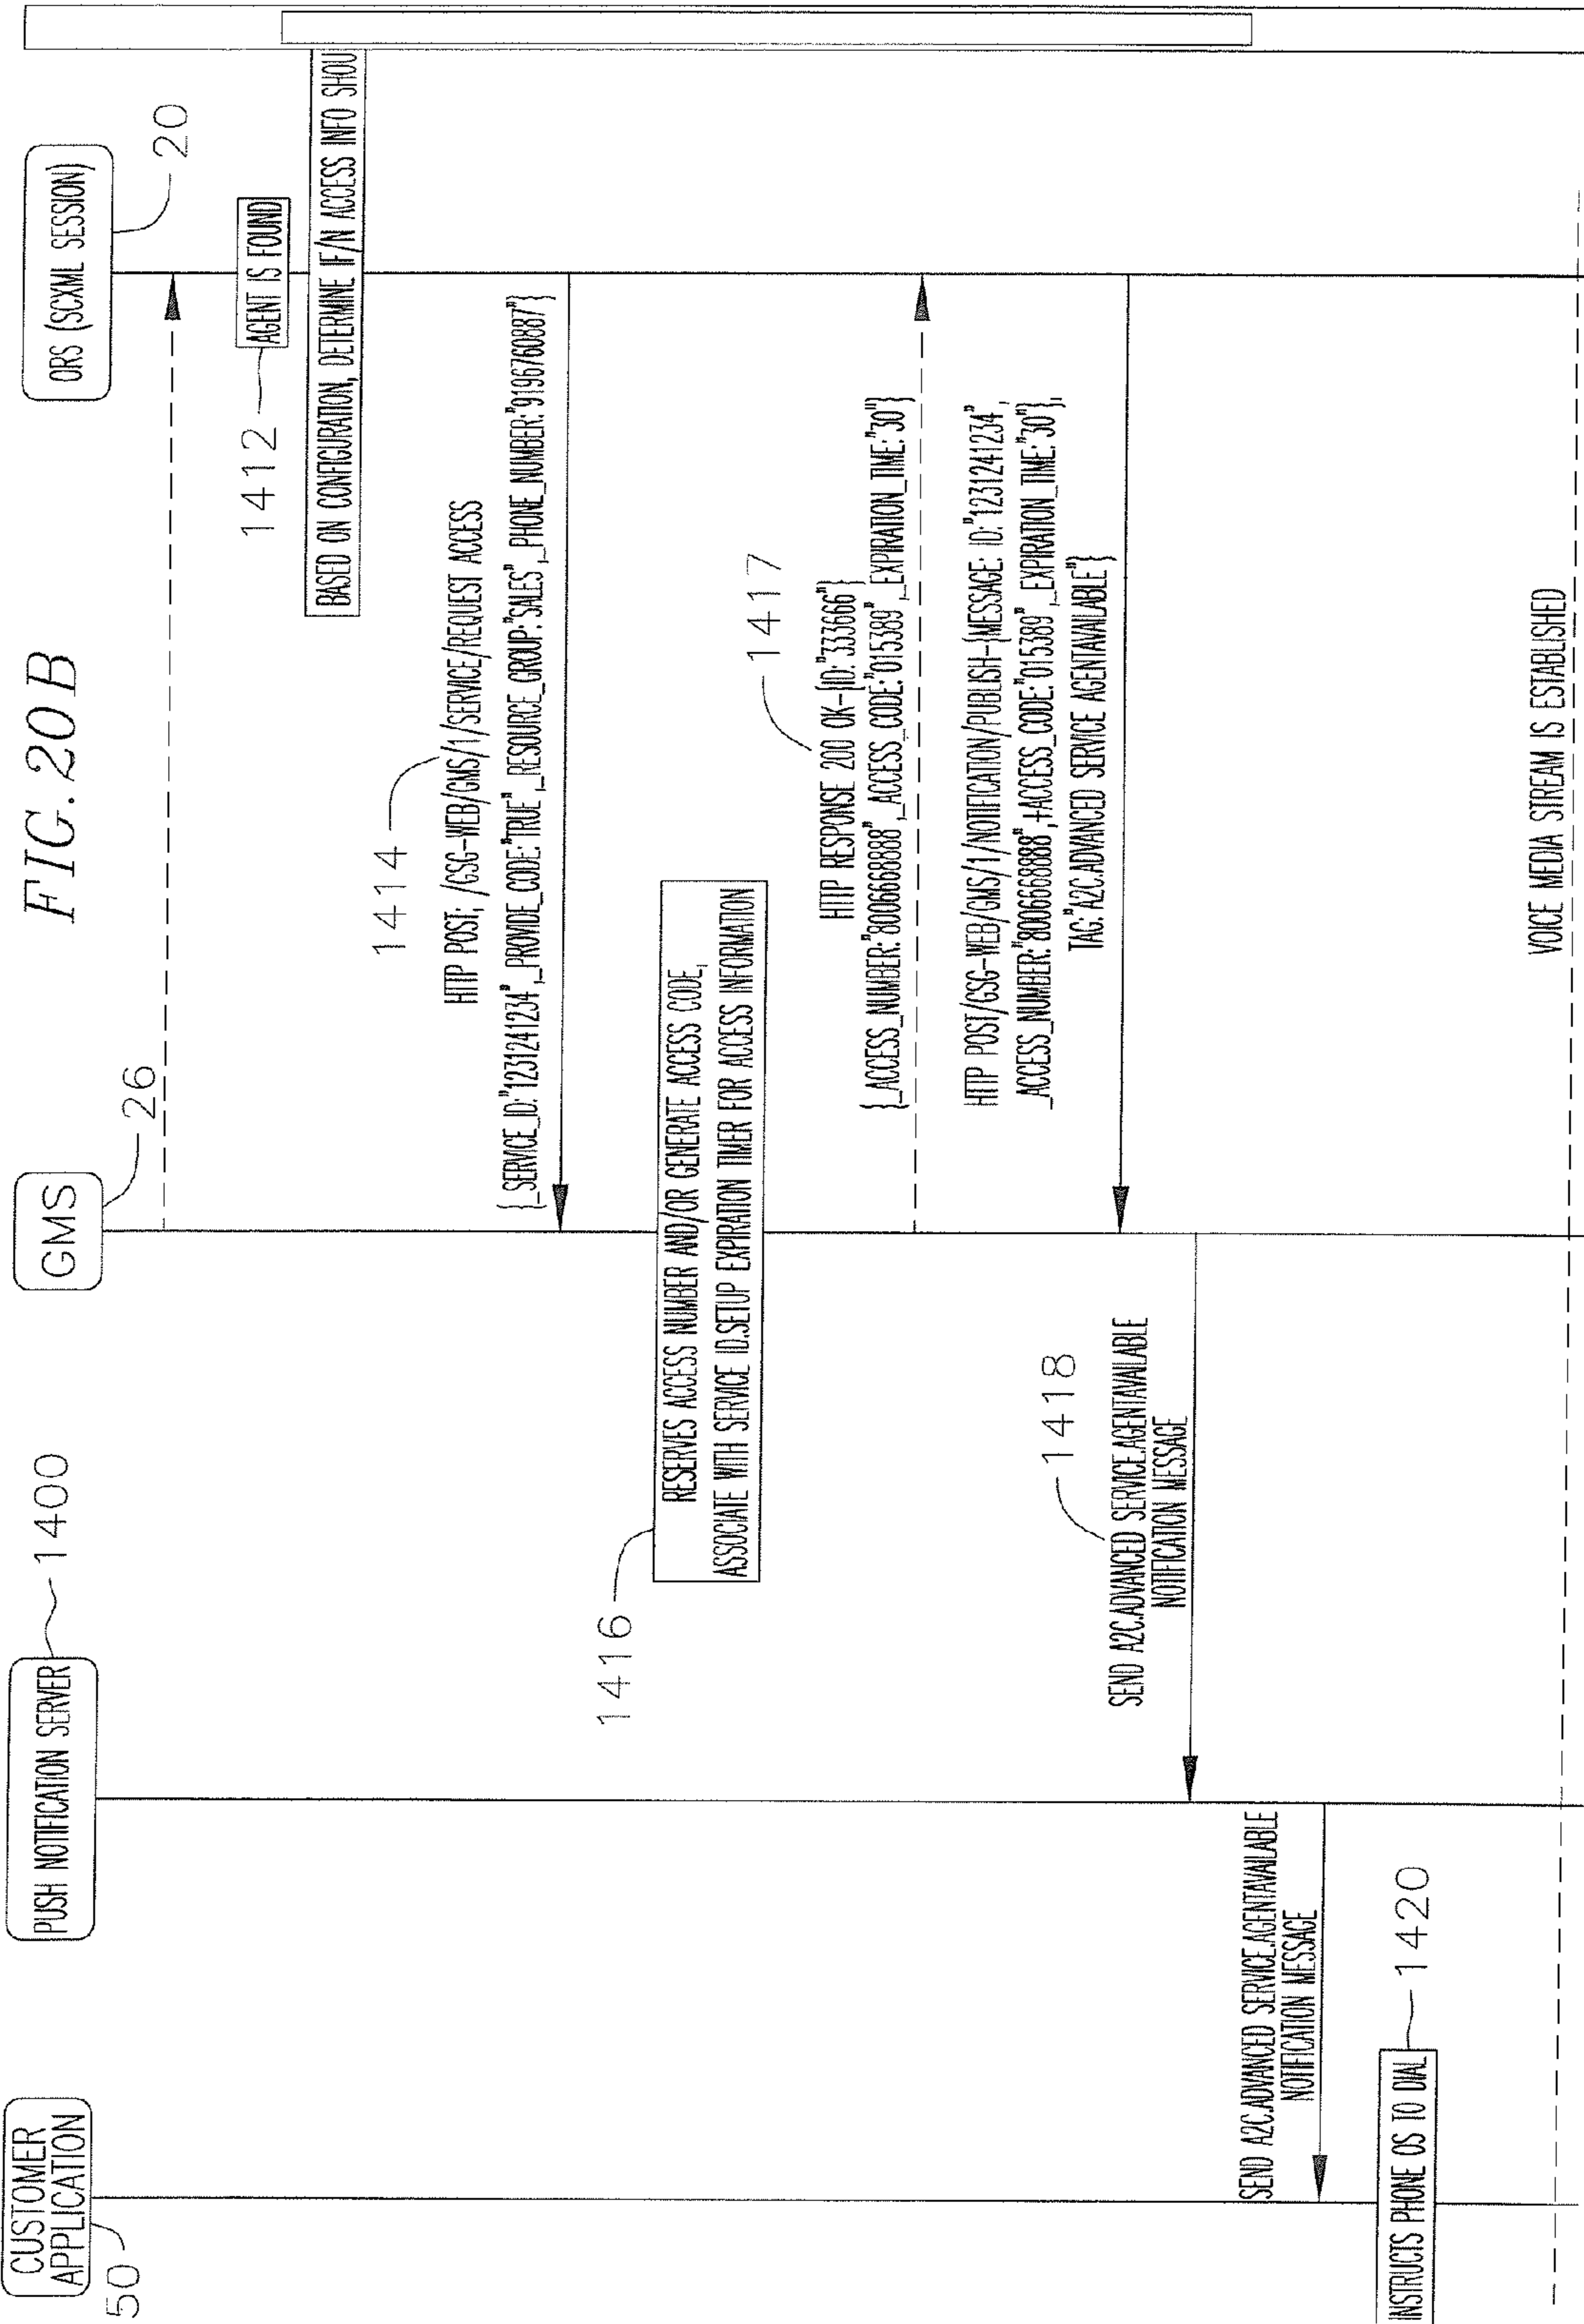 FIG. 20 B
CUSTOMER
APPLICATION
50
PUSH NOTIFICATION SERVER
1400
GMS
26
ORS (SCXML SESSION)
20
1412
AGENT IS FOUND
BASED ON CONFIGURATION, DETERMINE IF/N ACCESS INFO SHOU
1414
HTTP POST; /GSG-WEB/GMS/1/SERVICE/REQUEST ACCESS
{_SERVICE_ID:"1231241234",_PROVIDE_CODE:"TRUE",_RESOURCE_GROUP:"SALES",_PHONE_NUMBER:"9196760887"}
1416
RESERVES ACCESS NUMBER AND/OR GENERATE ACCESS CODE,
ASSOCIATE WITH SERVICE ID.SETUP EXPIRATION TIMER FOR ACCESS INFORMATION
1417
HTTP RESPONSE 200 OK-{ID:"333666"}
{_ACCESS_NUMBER:"8006668888",_ACCESS_CODE:"015389",_EXPIRATION_TIME:"30"}
HTTP POST/GSG-WEB/GMS/1/NOTIFICATION/PUBLISH-{MESSAGE: ID:"1231241234",
_ACCESS_NUMBER:"8006668888",+ACCESS_CODE:"015389",_EXPIRATION_TIME:"30"},
TAG:"A2C.ADVANCED SERVICE AGENTAVAILABLE"}
1418
SEND A2C.ADVANCED SERVICE.AGENTAVAILABLE
NOTIFICATION MESSAGE
SEND A2C.ADVANCED SERVICE.AGENTAVAILABLE
NOTIFICATION MESSAGE
INSTRUCTS PHONE OS TO DIAL
1420
VOICE MEDIA STREAM IS ESTABLISHED